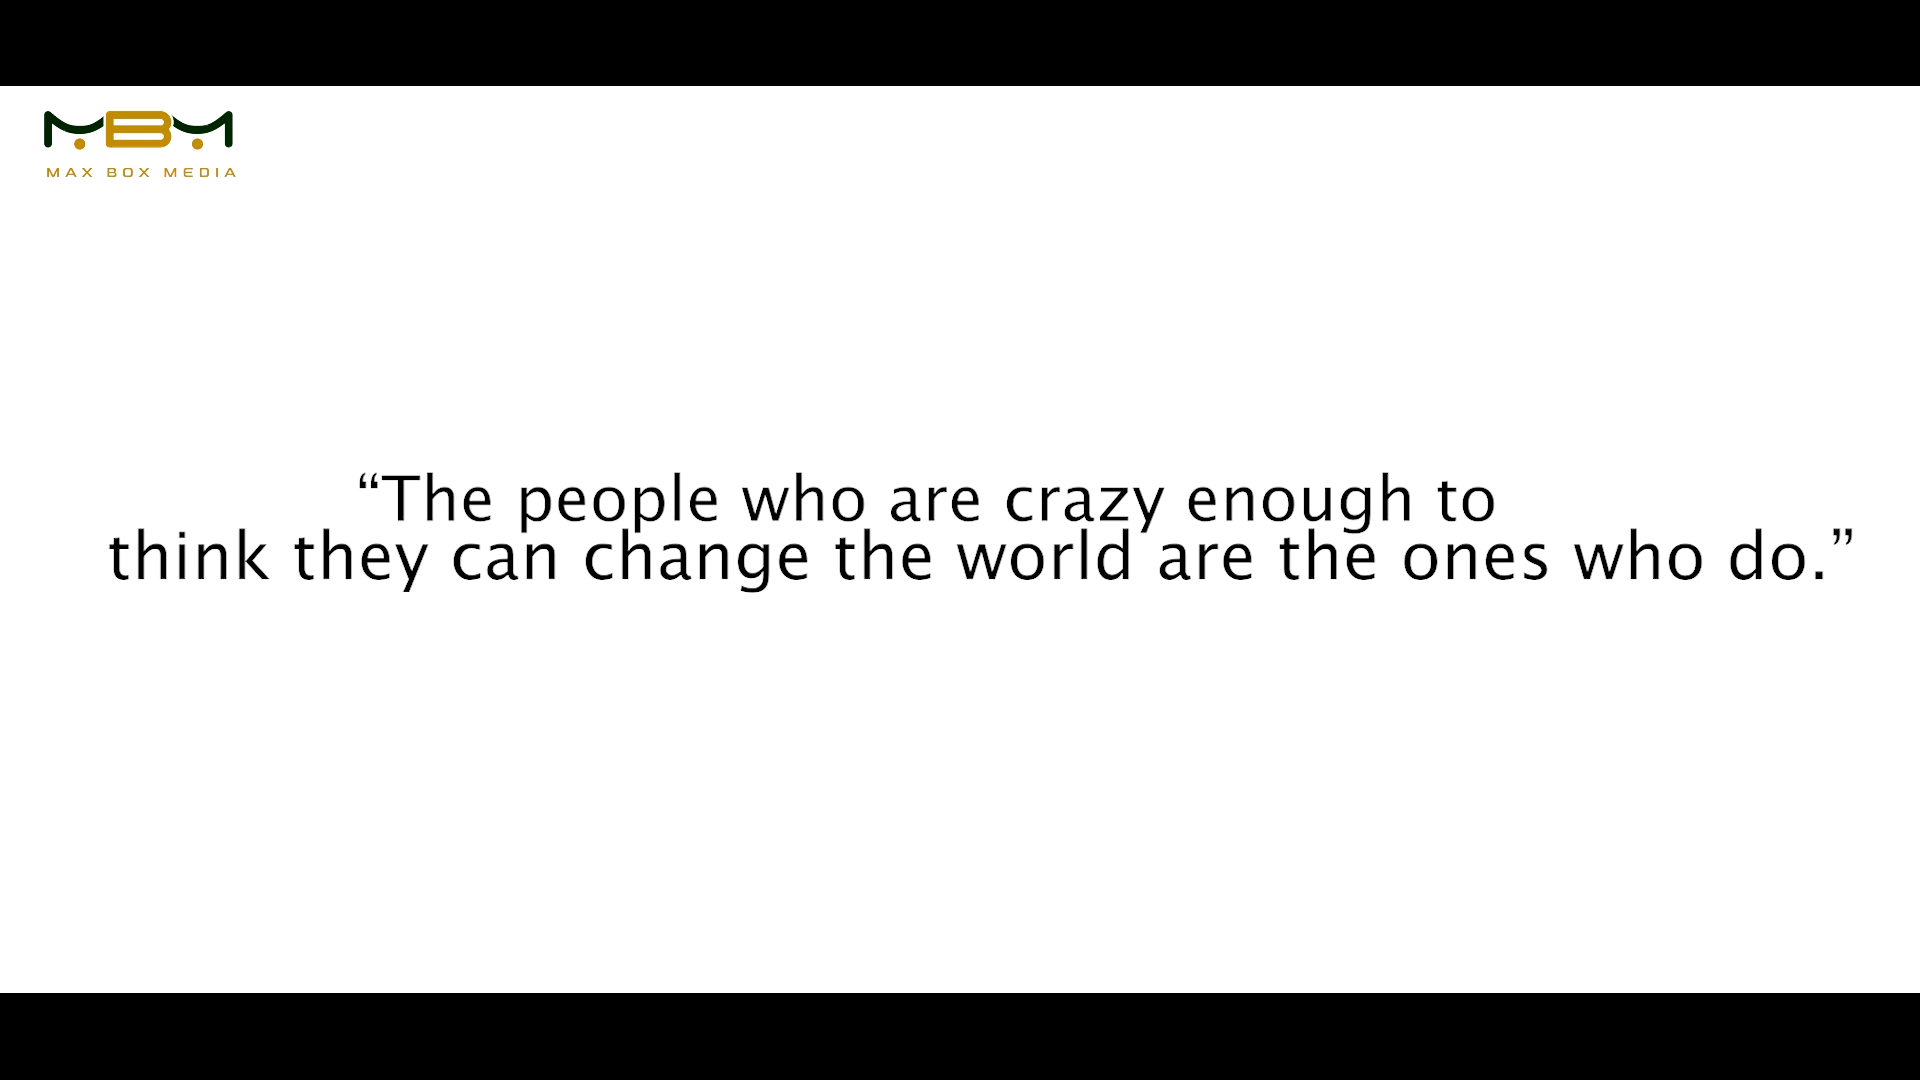 MBM
MAX BOX MEDIA
“The people who are crazy enough to
think they can change the world are the ones who do.”